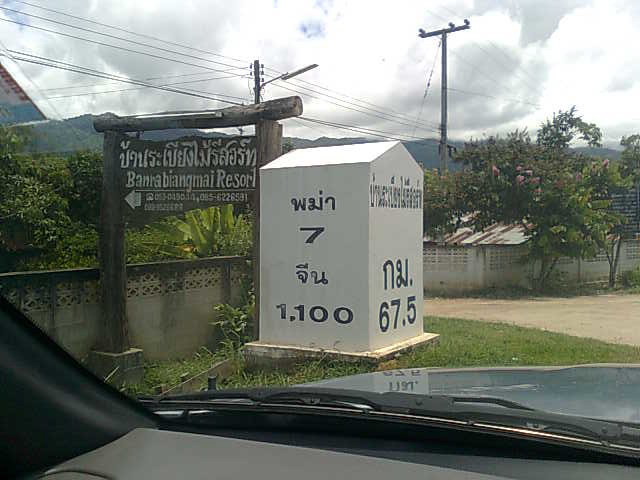 บ้านระเบียงไม้รีสอร์ท
Banrabiangmai Resort
พม่า
7
จีน
1,100
บ้านระเบียงไม้รีสอร์ท
กม.
67.5